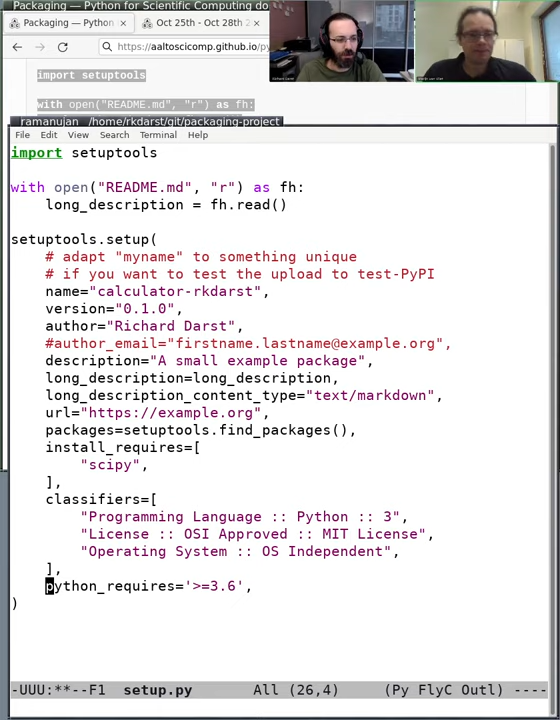 Packaging — Python for Scientific Computing do
Packaging — Python
Oct 25th - Oct 28th 2
https://aaltoscicomp.github.io/py
import setuptools
with open("README.md", "r") as fh:
ramanujan /home/rkdarst/git/packaging-project
File Edit View Search Terminal Help
import setuptools
with open("README.md", "r") as fh:
    long_description = fh.read()
setuptools.setup(
    # adapt "myname" to something unique
    # if you want to test the upload to test-PyPI
    name="calculator-rkdarst",
    version="0.1.0",
    author="Richard Darst",
    #author_email="firstname.lastname@example.org",
    description="A small example package",
    long_description=long_description,
    long_description_content_type="text/markdown",
    url="https://example.org",
    packages=setuptools.find_packages(),
    install_requires=[
        "scipy",
    ],
    classifiers=[
        "Programming Language :: Python :: 3",
        "License :: OSI Approved :: MIT License",
        "Operating System :: OS Independent",
    ],
    python_requires='>=3.6',
)
-UUU:**--F1 setup.py All (26,4) (Py FlyC Outl) ----